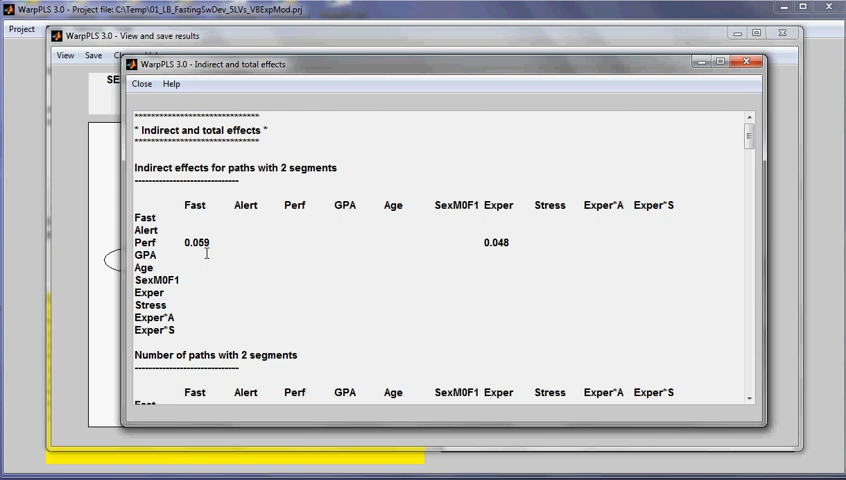 WarpPLS 3.0 - Project file: C:\Temp\01_LB_FastingSwDev_5LVs_VBExpMod.prj
Project
WarpPLS 3.0 - View and save results
View Save
SE
WarpPLS 3.0 - Indirect and total effects
Close Help
******************************
* Indirect and total effects *
******************************
Indirect effects for paths with 2 segments
------------------------------
Fast Alert Perf GPA Age SexM0F1 Exper Stress Exper*A Exper*S
Fast
Alert
Perf 0.059 0.048
GPA
Age
SexM0F1
Exper
Stress
Exper*A
Exper*S
Number of paths with 2 segments
------------------------------
Fast Alert Perf GPA Age SexM0F1 Exper Stress Exper*A Exper*S